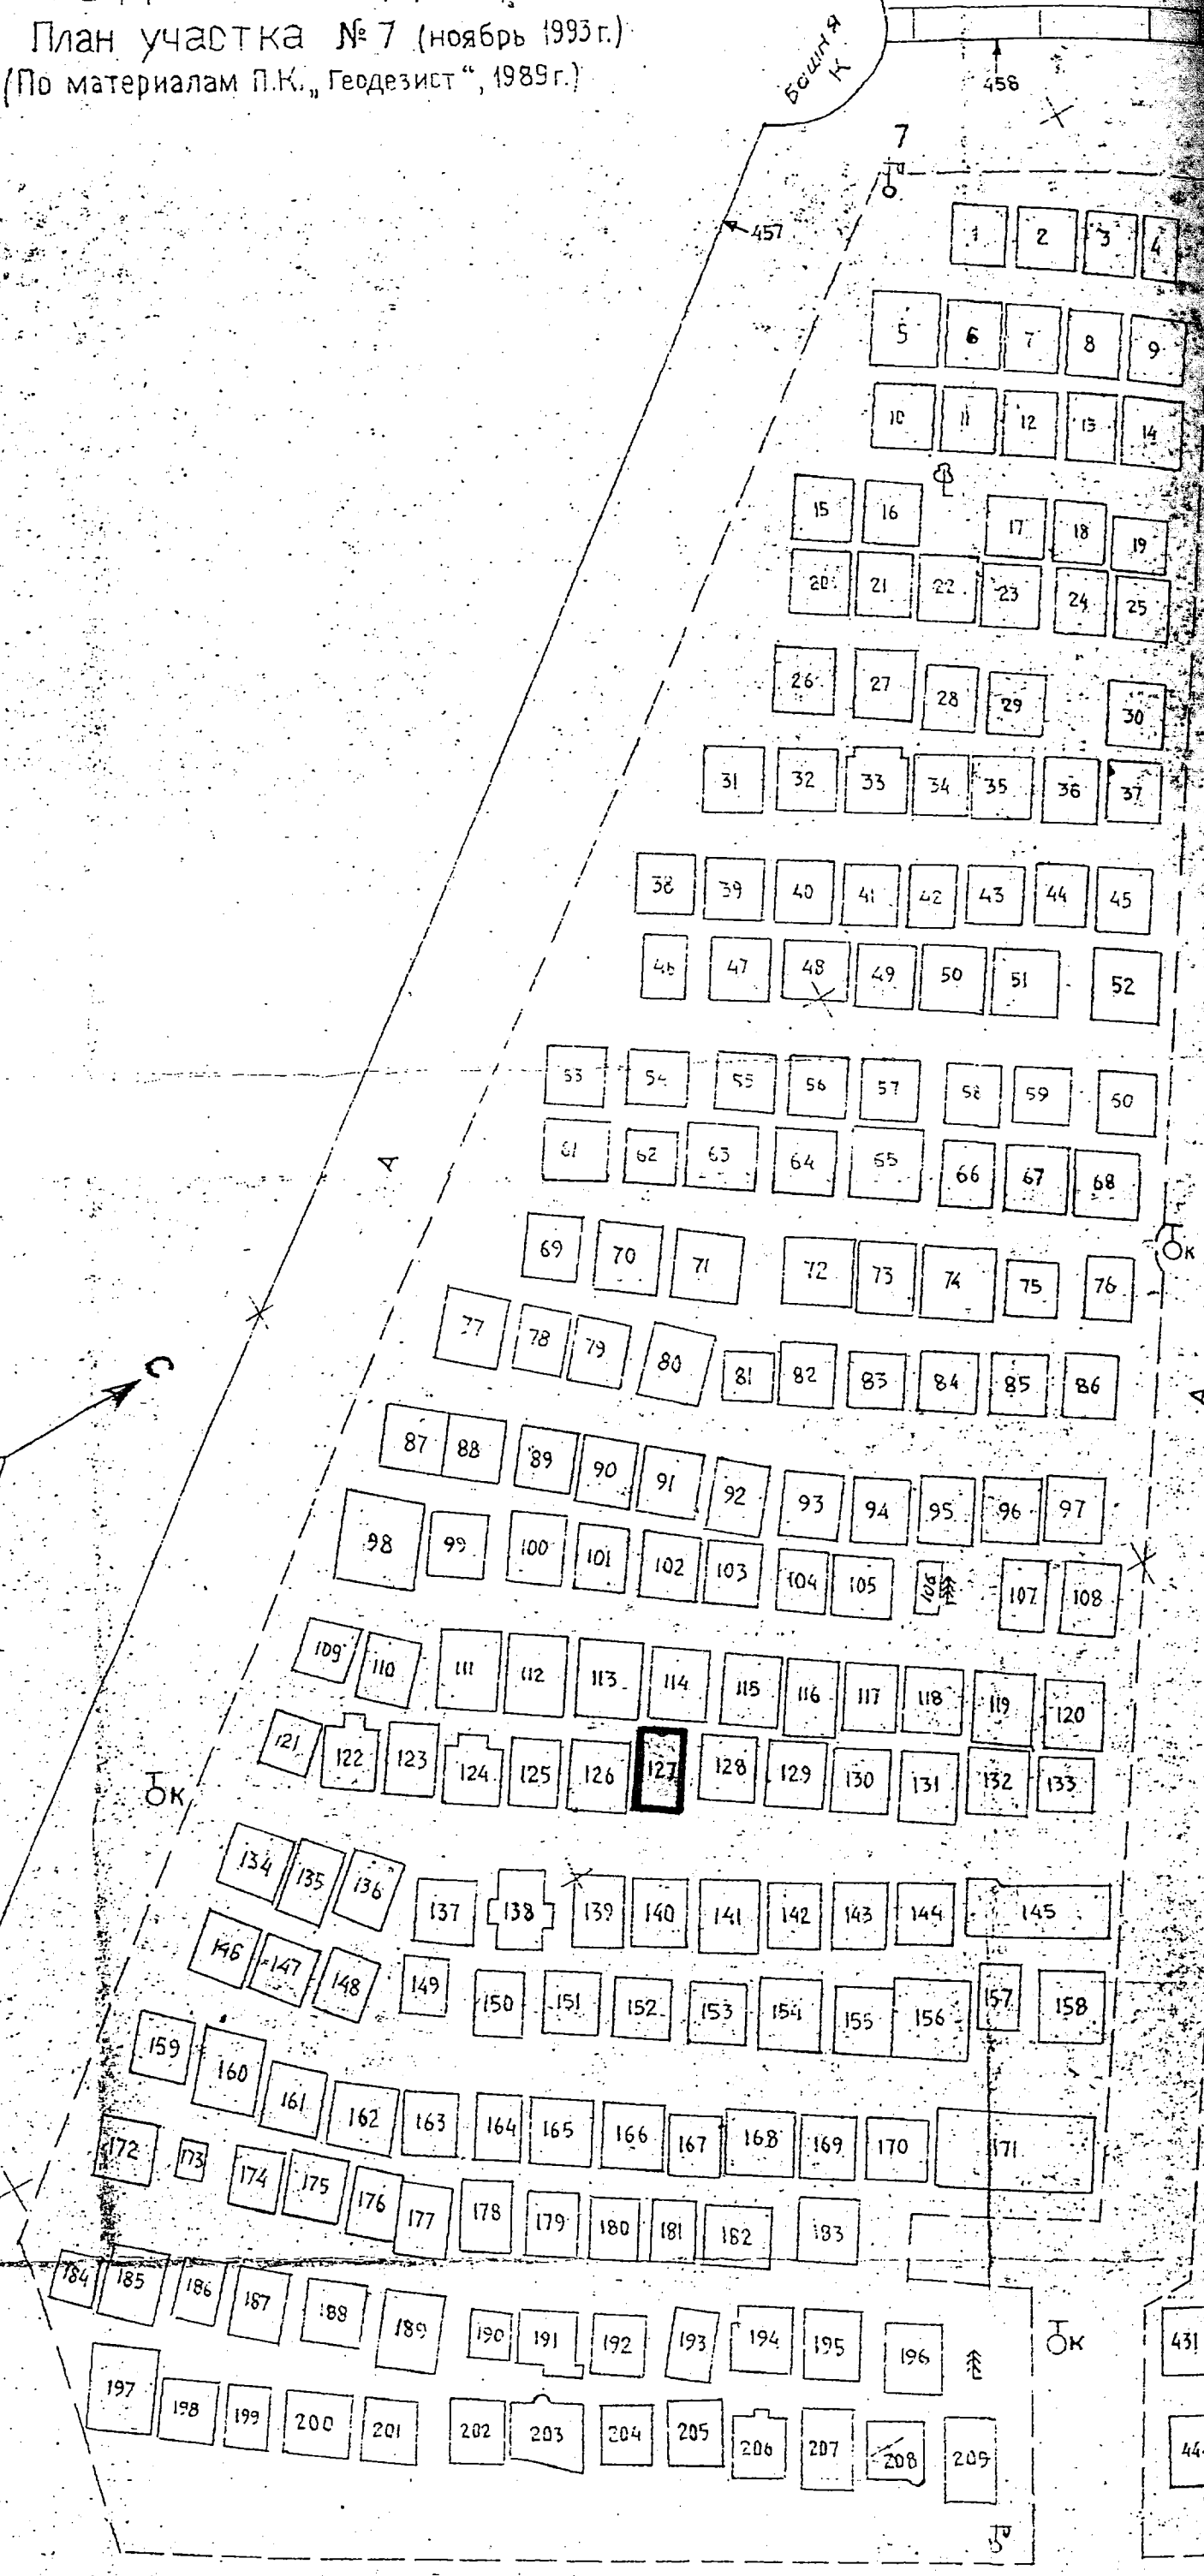 План участка № 7 (ноябрь 1993г.)
(По материалам П.К. „Геодезист“, 1989г.)
Башня
К
458
7
457
1 2 3 4
5 6 7 8 9
10 11 12 13 14
15 16 17 18 19
20 21 22 23 24 25
26 27 28 29 30
31 32 33 34 35 36 37
38 39 40 41 42 43 44 45
46 47 48 49 50 51 52
53 54 55 56 57 58 59 50
61 62 63 64 65 66 67 68
А
К
69 70 71 72 73 74 75 76
77 78 79 80 81 82 83 84 85 86
С
А
87 88 89 90 91 92 93 94 95 96 97
98 99 100 101 102 103 104 105 106 107 108
109 110 111 112 113 114 115 116 117 118 119 120
121 122 123 124 125 126 127 128 129 130 131 132 133
К
134 135 136 137 138 139 140 141 142 143 144 145
146 147 148 149 150 151 152 153 154 155 156 157 158
159 160 161 162 163 164 165 166 167 168 169 170 171
172 173 174 175 176 177 178 179 180 181 182 183
184 185 186 187 188 189 190 191 192 193 194 195 196
К
431
197 198 199 200 201 202 203 204 205 206 207 208 209
44